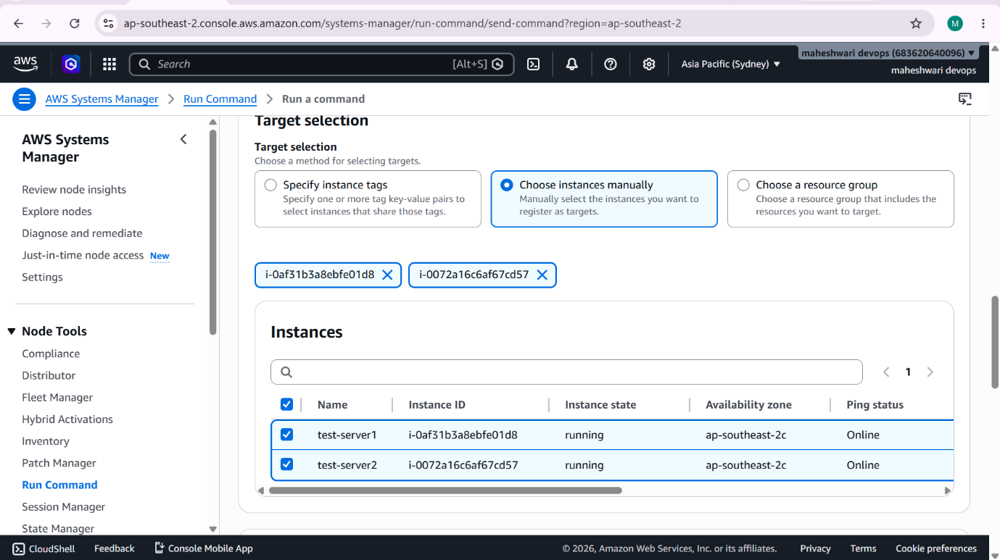 ap-southeast-2.console.aws.amazon.com/systems-manager/run-command/send-command?region=ap-southeast-2
M
aws
Search
[Alt+S]
Asia Pacific (Sydney) ▼
maheshwari devops (683620640096) ▼
maheshwari devops
AWS Systems Manager > Run Command > Run a command
AWS Systems
Manager
Review node insights
Explore nodes
Diagnose and remediate
Just-in-time node access New
Settings
Node Tools
Compliance
Distributor
Fleet Manager
Hybrid Activations
Inventory
Patch Manager
Run Command
Session Manager
State Manager
Target selection
Target selection
Choose a method for selecting targets.
Specify instance tags
Specify one or more tag key-value pairs to
select instances that share those tags.
Choose instances manually
Manually select the instances you want to
register as targets.
Choose a resource group
Choose a resource group that includes the
resources you want to target.
i-0af31b3a8ebfe01d8
i-0072a16c6af67cd57
Instances
1
Name Instance ID Instance state Availability zone Ping status
test-server1 i-0af31b3a8ebfe01d8 running ap-southeast-2c Online
test-server2 i-0072a16c6af67cd57 running ap-southeast-2c Online
CloudShell Feedback Console Mobile App © 2026, Amazon Web Services, Inc. or its affiliates. Privacy Terms Cookie preferences